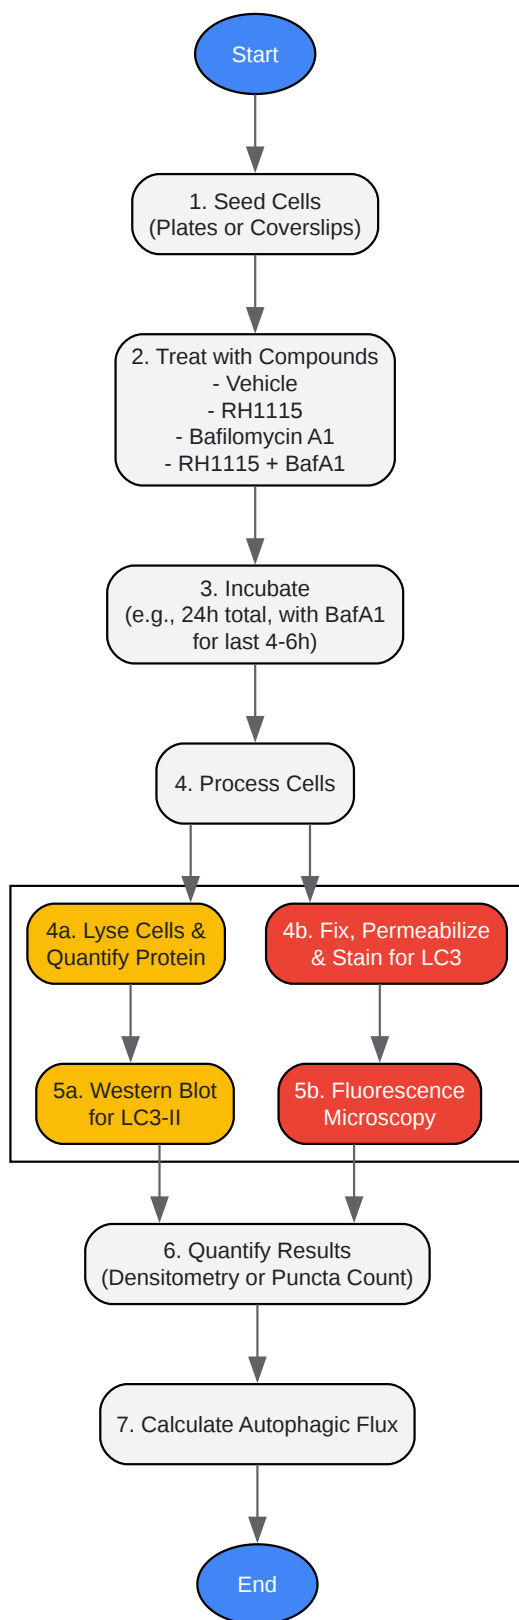 Start
1. Seed Cells
(Plates or Coverslips)
2. Treat with Compounds
- Vehicle
- RH1115
- Bafilomycin A1
- RH1115 + BafA1
3. Incubate
(e.g., 24h total, with BafA1
for last 4-6h)
4. Process Cells
4a. Lyse Cells &
Quantify Protein
4b. Fix, Permeabilize
& Stain for LC3
5a. Western Blot
for LC3-II
5b. Fluorescence
Microscopy
6. Quantify Results
(Densitometry or Puncta Count)
7. Calculate Autophagic Flux
End